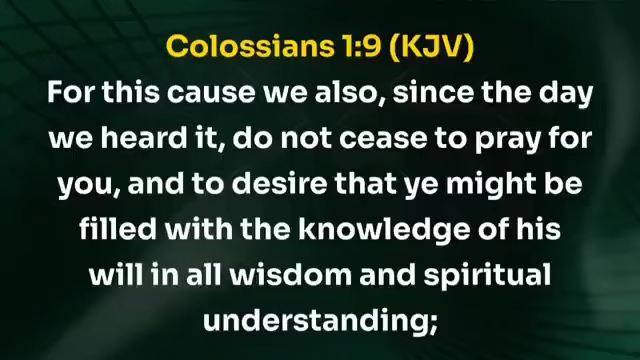 Colossians 1:9 (KJV)
For this cause we also, since the day
we heard it, do not cease to pray for
you, and to desire that ye might be
filled with the knowledge of his
will in all wisdom and spiritual
understanding;